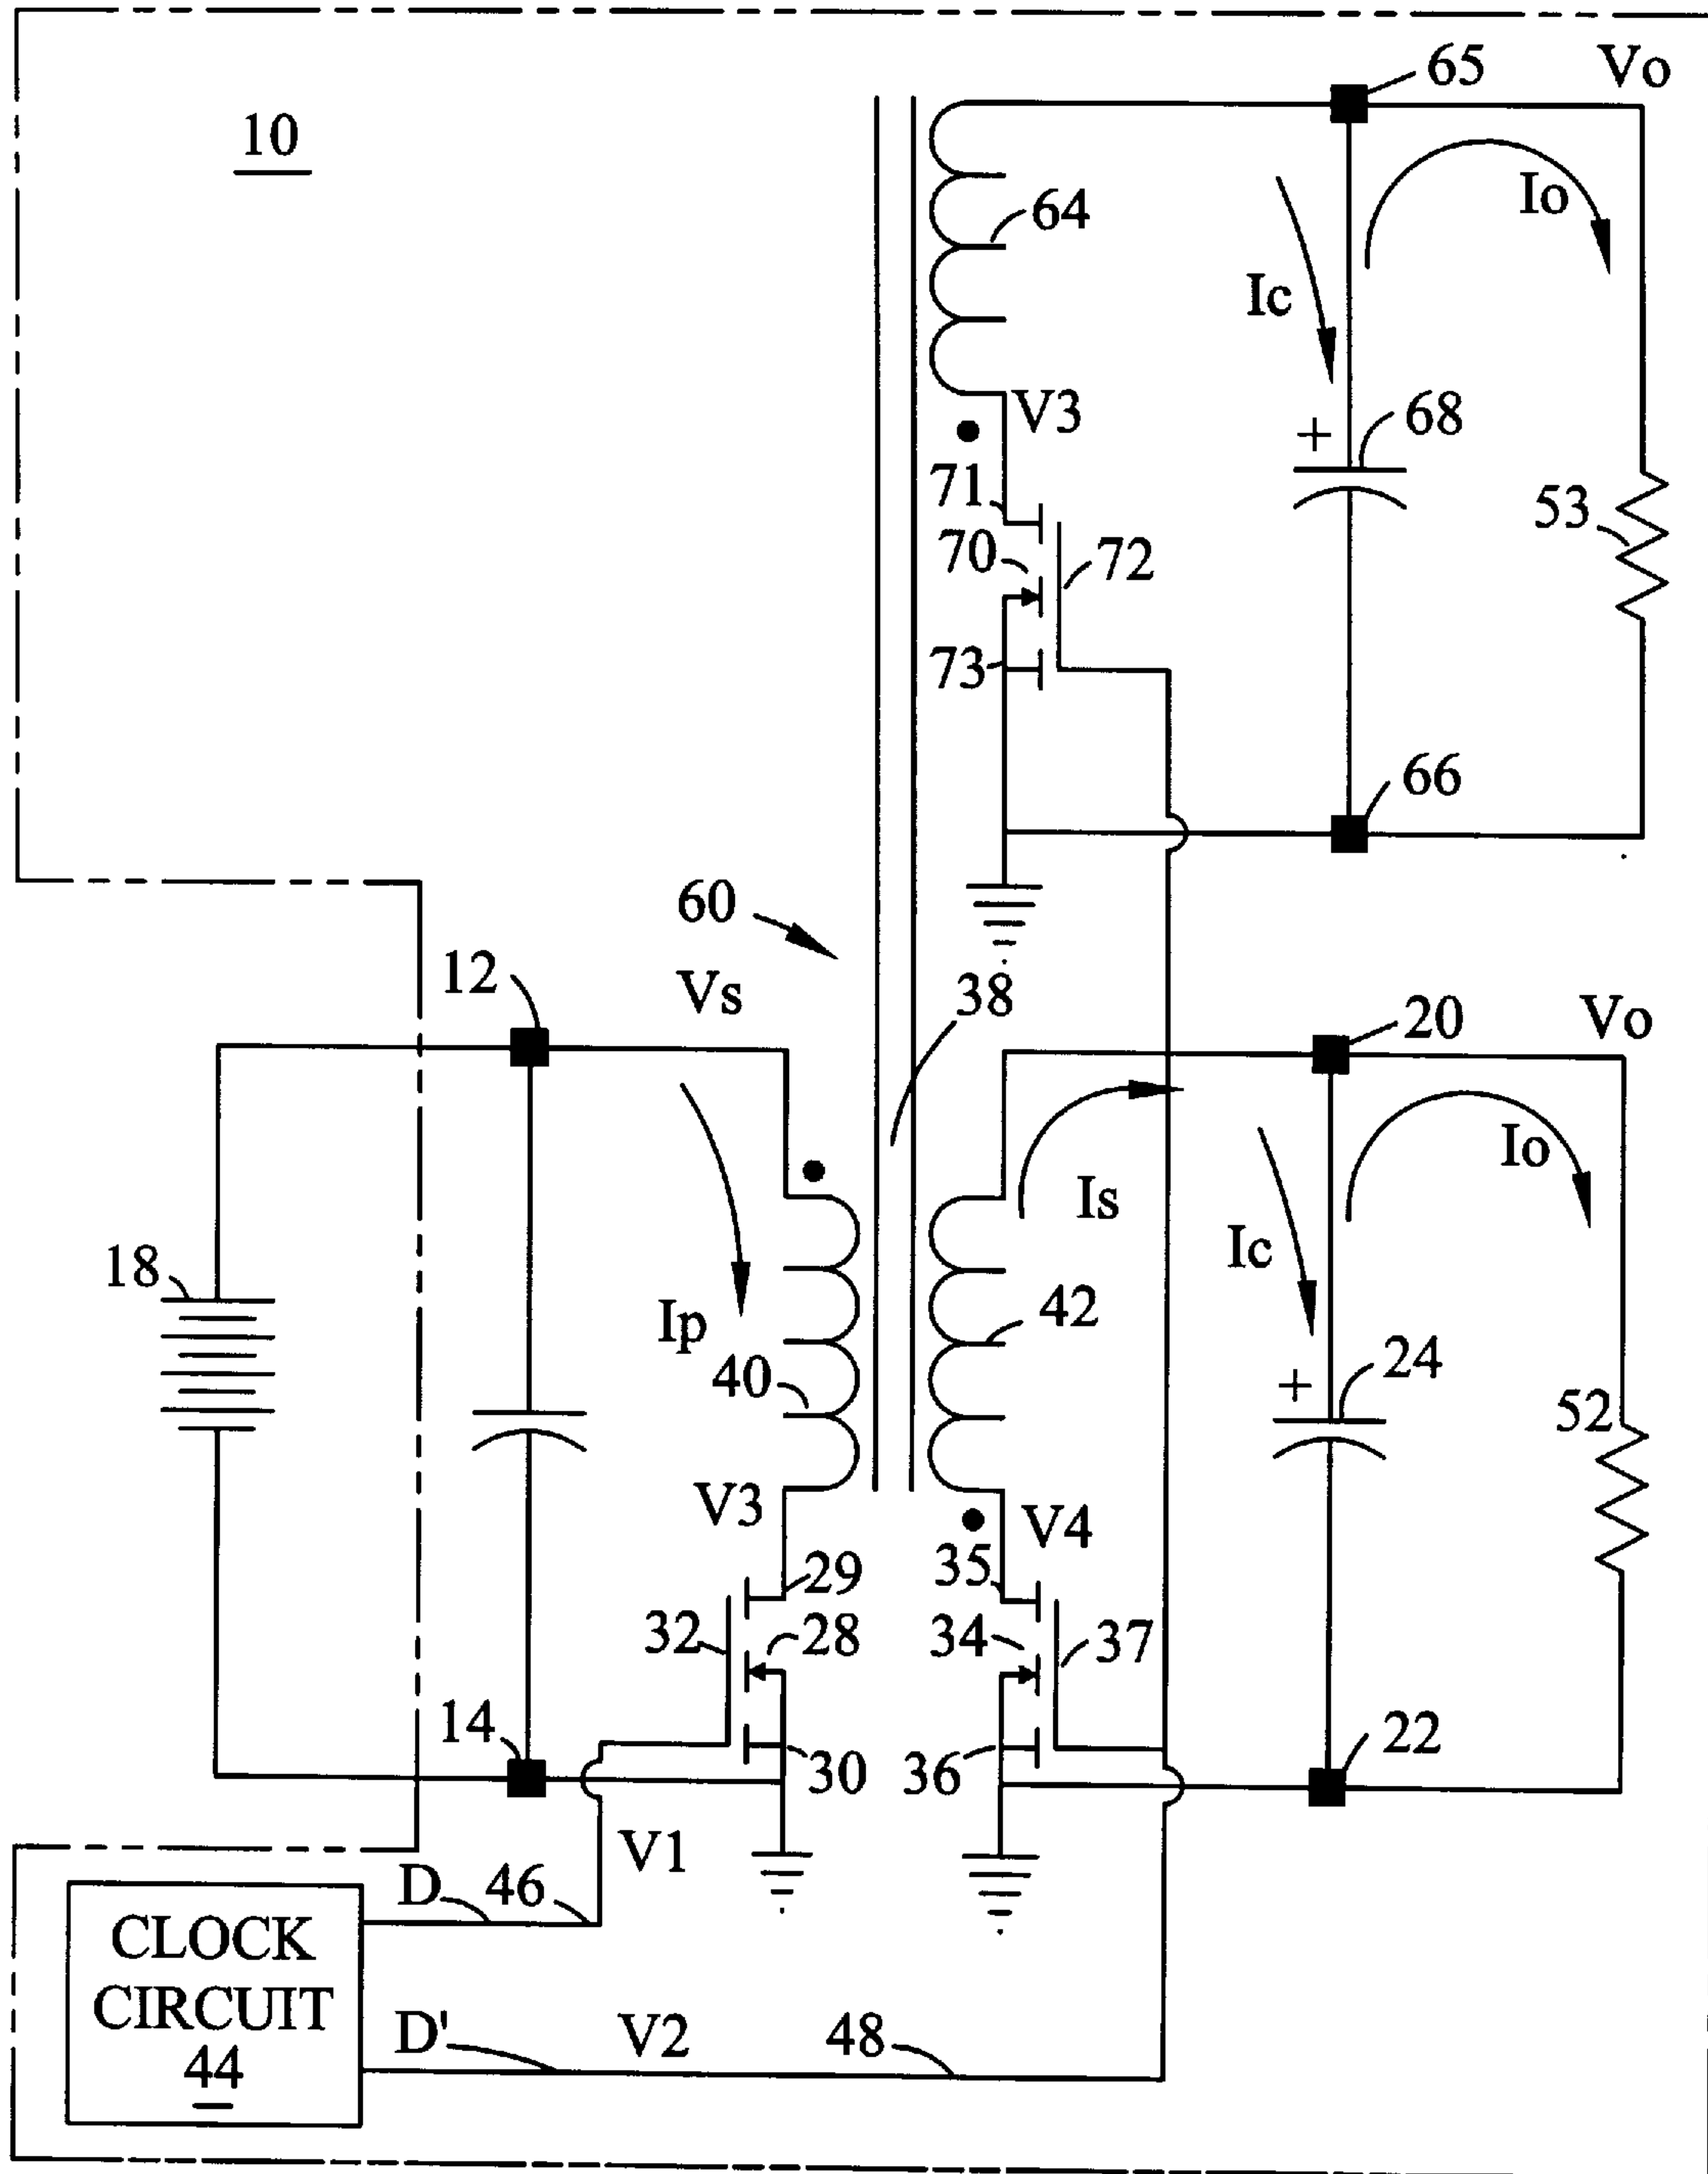 65 Vo
10
Io
64
Ic
V3
+ 68
71
53
70 72
73
66
60
12 Vs 38 20 Vo
Io
Is
18 Ic
Ip 42
40 + 24
52
V3 V4
29 35
32 28 34 37
14 30 36 22
V1
D 46
CLOCK
CIRCUIT
44
D' V2 48